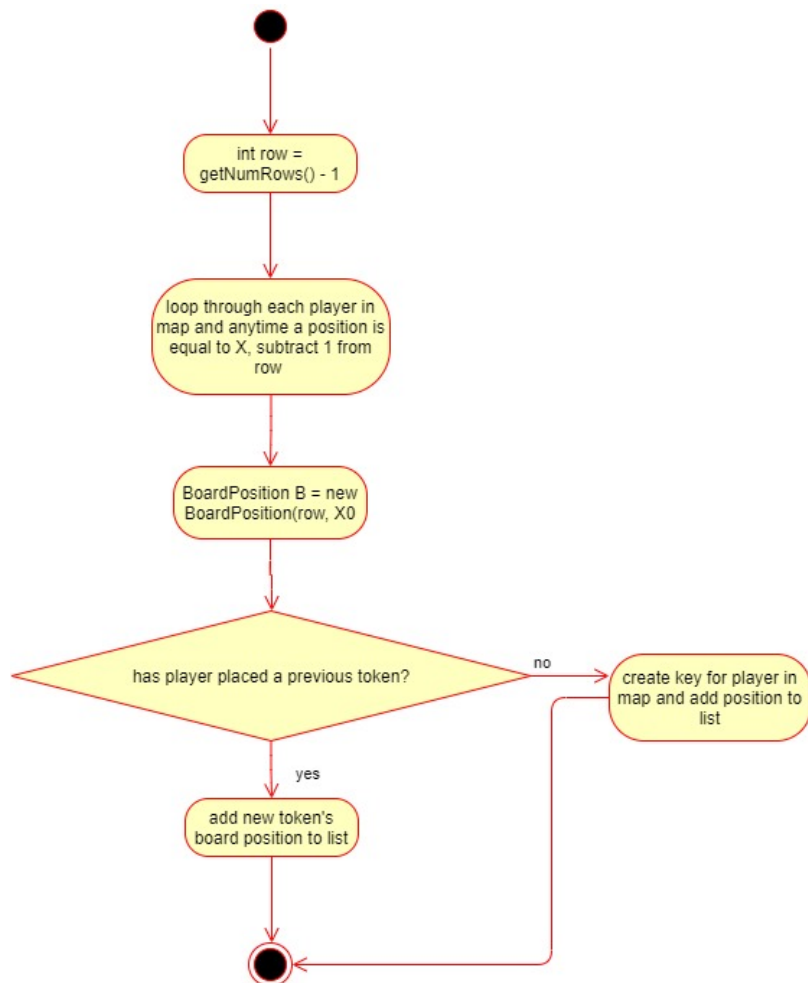 int row =
getNumRows() - 1
loop through each player in
map and anytime a position is
equal to X, subtract 1 from
row
BoardPosition B = new
BoardPosition(row, X0
has player placed a previous token?
no
create key for player in
map and add position to
list
yes
add new token's
board position to list